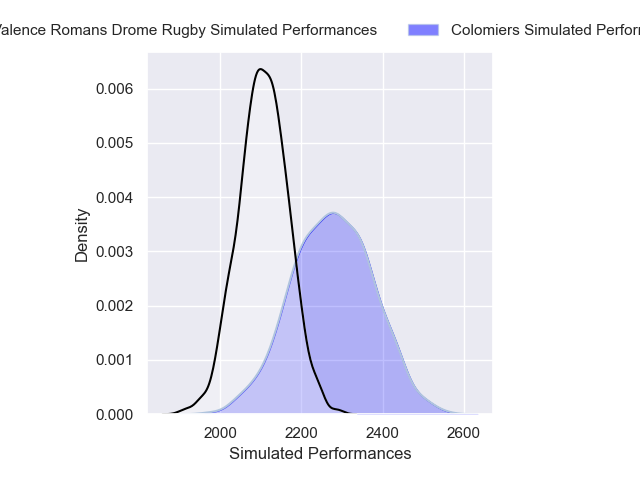 Valence Romans Drome Rugby Simulated Performances
Colomiers Simulated
0.006
0.005
0.004
0.003
0.002
0.001
0.000
Density
2000 2200 2400 2600
Simulated Performances